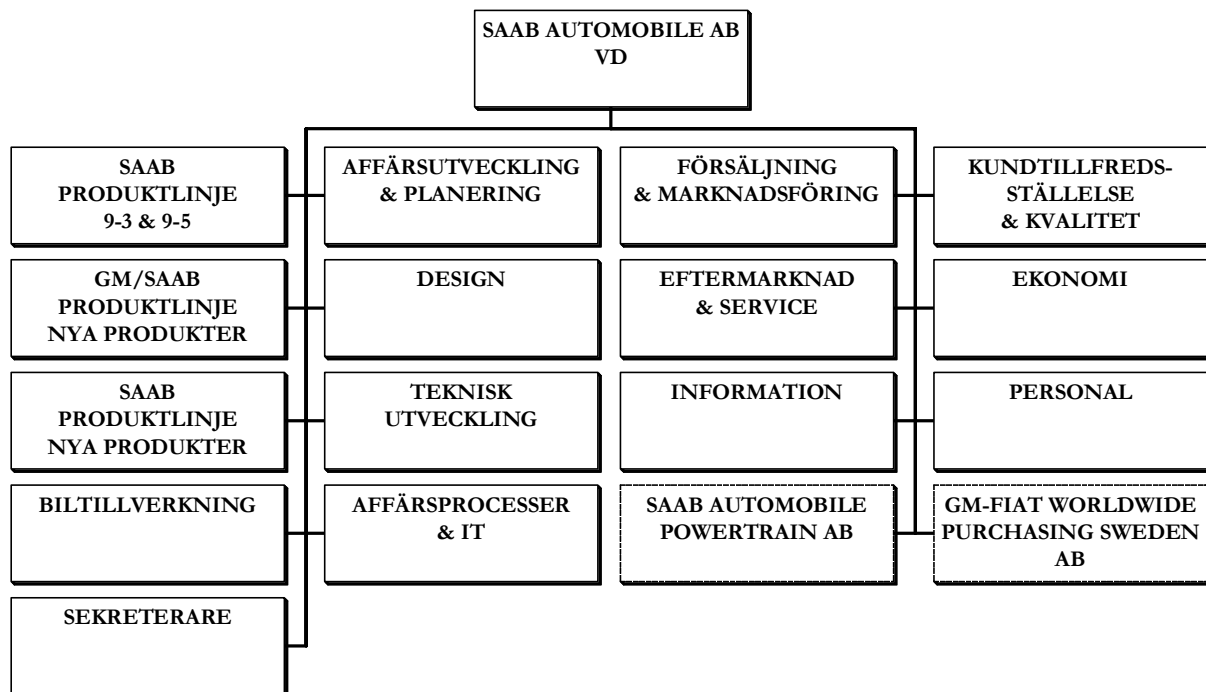 SAAB AUTOMOBILE AB
VD
SAAB
PRODUKTLINJE
9-3 & 9-5
AFFÄRSUTVECKLING
& PLANERING
FÖRSÄLJNING
& MARKNADSFÖRING
KUNDTILLFREDS-
STÄLLELSE
& KVALITET
GM/SAAB
PRODUKTLINJE
NYA PRODUKTER
DESIGN
EFTERMARKNAD
& SERVICE
EKONOMI
SAAB
PRODUKTLINJE
NYA PRODUKTER
TEKNISK
UTVECKLING
INFORMATION
PERSONAL
BILTILLVERKNING
AFFÄRSPROCESSER
& IT
SAAB AUTOMOBILE
POWERTRAIN AB
GM-FIAT WORLDWIDE
PURCHASING SWEDEN
AB
SEKRETERARE